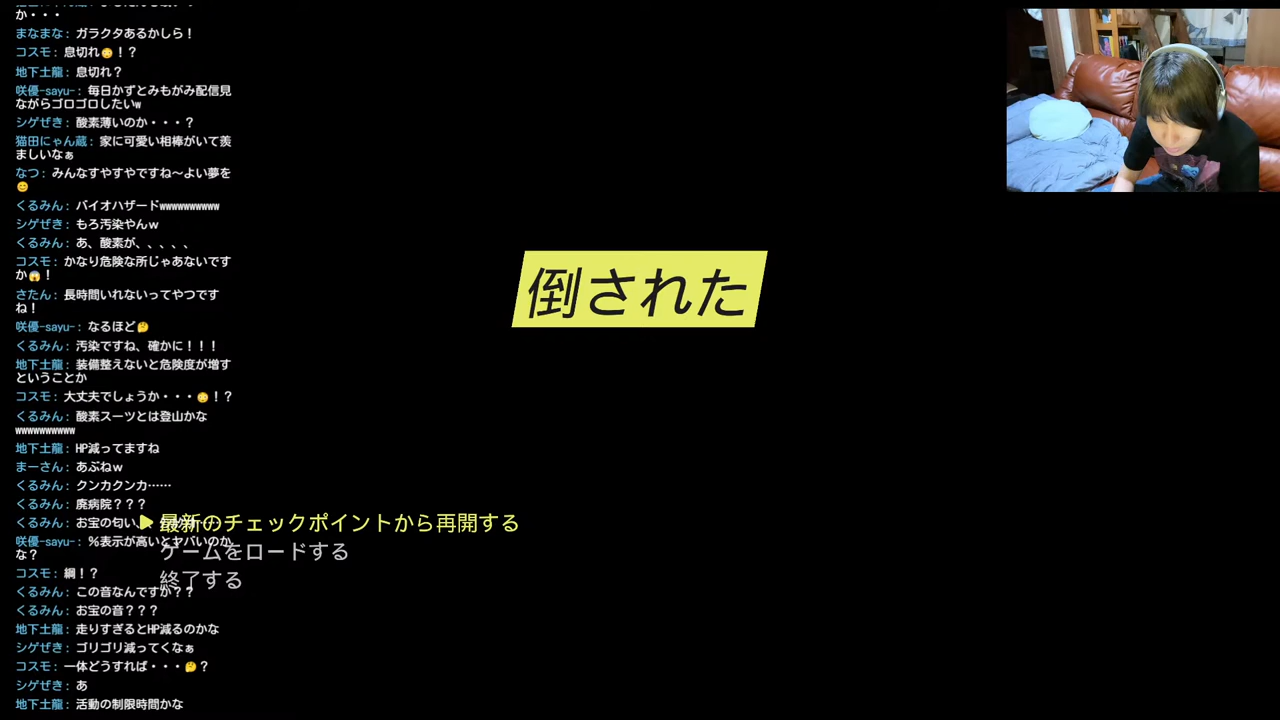 か・・・
まなまな: ガラクタあるかしら！
コスモ: 息切れ😳！？
地下土龍: 息切れ？
咲優-sayu-: 毎日かずとみもがみ配信見
ながらゴロゴロしたいw
シゲぜき: 酸素薄いのか・・・？
猫田にゃん蔵: 家に可愛い相棒がいて羨
ましいなぁ
なつ: みんなすやすやですね〜よい夢を
😊
くるみん: バイオハザードwwwwwwwwww
シゲぜき: もろ汚染やんｗ
くるみん: あ、酸素が、、、、、
コスモ: かなり危険な所じゃあないです
か😱！
さたん: 長時間いれないってやつです
ね！
咲優-sayu-: なるほど🤔
くるみん: 汚染ですね、確かに！！！
地下土龍: 装備整えないと危険度が増す
ということか
コスモ: 大丈夫でしょうか・・・😳！？
くるみん: 酸素スーツとは登山かな
wwwwwwwwww
地下土龍: HP減ってますね
まーさん: あぶねｗ
くるみん: クンカクンカ……
くるみん: 廃病院？？？
くるみん: お宝の匂い、
咲優-sayu-: %表示が高いとヤバいのか
な？
コスモ: 綱！？
くるみん: この音なんですか？？
くるみん: お宝の音？？？
地下土龍: 走りすぎるとHP減るのかな
シゲぜき: ゴリゴリ減ってくなぁ
コスモ: 一体どうすれば・・・🤔？
シゲぜき: あ
地下土龍: 活動の制限時間かな
倒された
最新のチェックポイントから再開する
ゲームをロードする
終了する